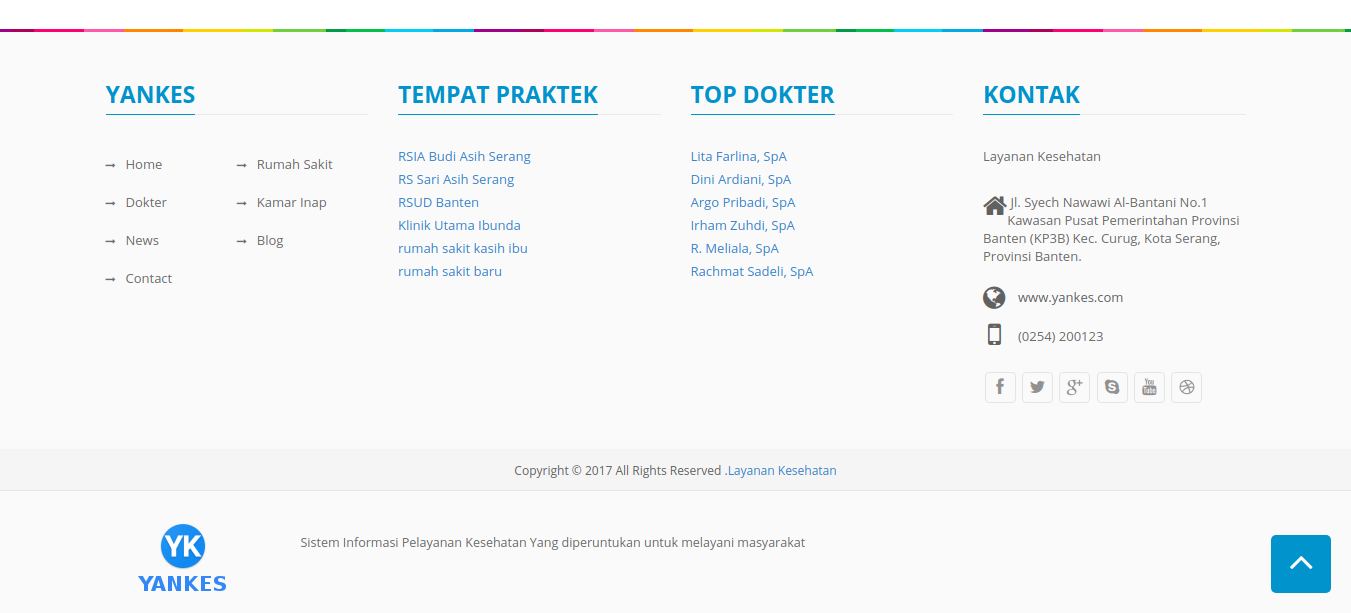 YANKES
Home
Rumah Sakit
Dokter
Kamar Inap
News
Blog
Contact
TEMPAT PRAKTEK
RSIA Budi Asih Serang
RS Sari Asih Serang
RSUD Banten
Klinik Utama Ibunda
rumah sakit kasih ibu
rumah sakit baru
TOP DOKTER
Lita Farlina, SpA
Dini Ardiani, SpA
Argo Pribadi, SpA
Irham Zuhdi, SpA
R. Meliala, SpA
Rachmat Sadeli, SpA
KONTAK
Layanan Kesehatan
Jl. Syech Nawawi Al-Bantani No.1
Kawasan Pusat Pemerintahan Provinsi
Banten (KP3B) Kec. Curug, Kota Serang,
Provinsi Banten.
www.yankes.com
(0254) 200123
You
Tube
Copyright © 2017 All Rights Reserved .Layanan Kesehatan
YK
YANKES
Sistem Informasi Pelayanan Kesehatan Yang diperuntukan untuk melayani masyarakat